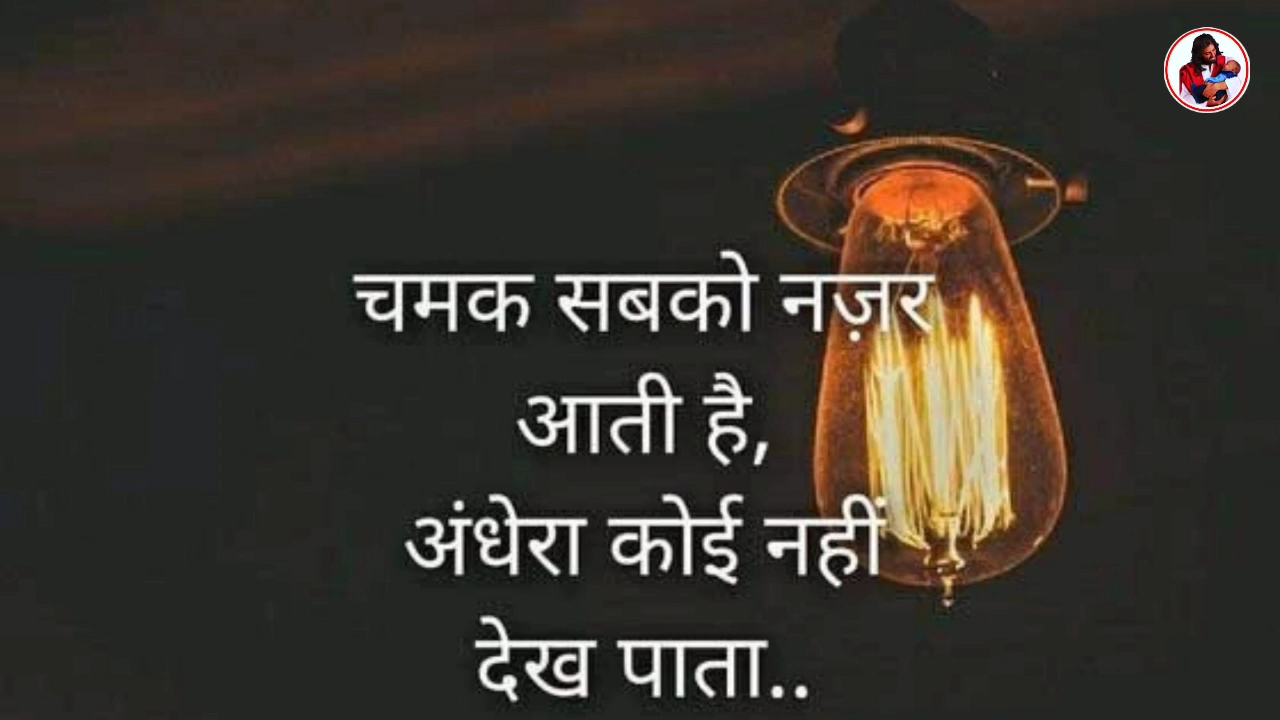 चमक सबको नज़र
आती है,
अंधेरा कोई नहीं
देख पाता..